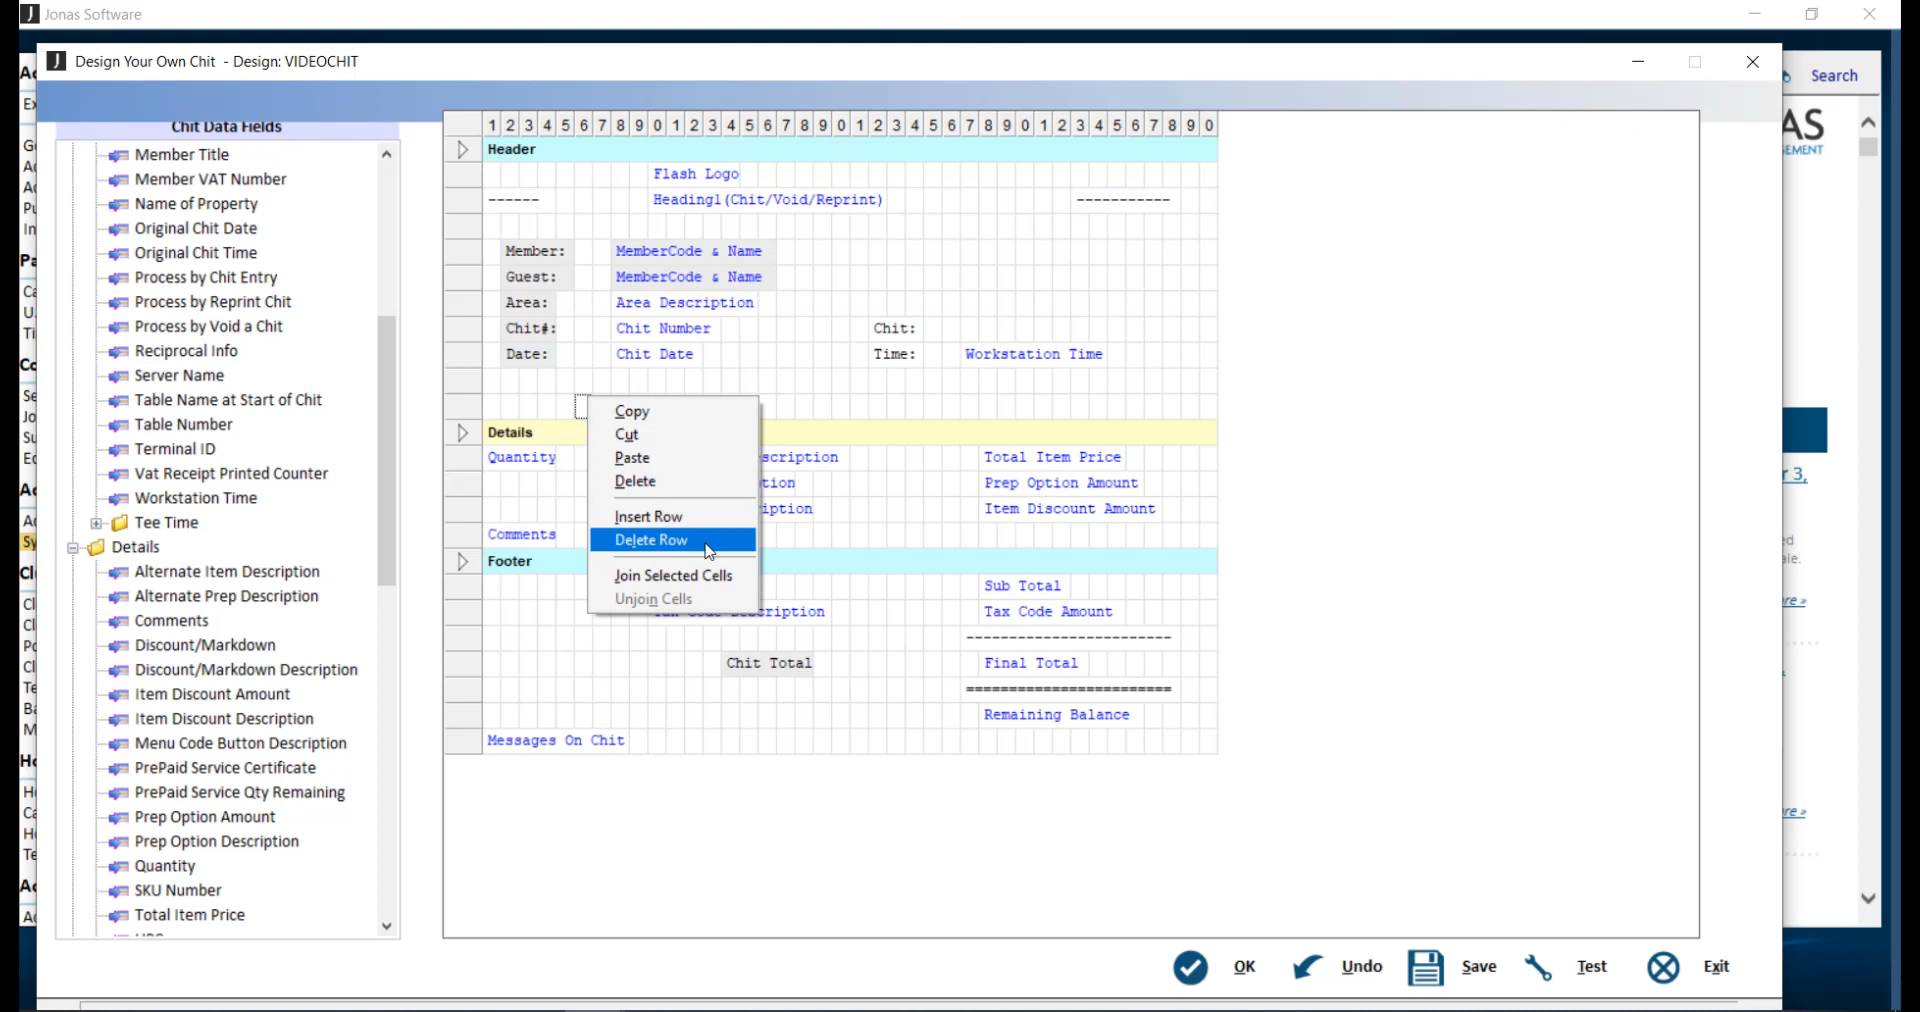 Jonas Software
Design Your Own Chit - Design: VIDEOCHIT
Search
Chit Data Fields
Member Title
Member VAT Number
Name of Property
Original Chit Date
Original Chit Time
Process by Chit Entry
Process by Reprint Chit
Process by Void a Chit
Reciprocal Info
Server Name
Table Name at Start of Chit
Table Number
Terminal ID
Vat Receipt Printed Counter
Workstation Time
Tee Time
Details
Alternate Item Description
Alternate Prep Description
Comments
Discount/Markdown
Discount/Markdown Description
Item Discount Amount
Item Discount Description
Menu Code Button Description
PrePaid Service Certificate
PrePaid Service Qty Remaining
Prep Option Amount
Prep Option Description
Quantity
SKU Number
Total Item Price
1 2 3 4 5 6 7 8 9 0 1 2 3 4 5 6 7 8 9 0 1 2 3 4 5 6 7 8 9 0 1 2 3 4 5 6 7 8 9 0
Header
Flash Logo
------ Heading1(Chit/Void/Reprint) -----------
Member: MemberCode & Name
Guest: MemberCode & Name
Area: Area Description
Chit#: Chit Number Chit:
Date: Chit Date Time: Workstation Time
Details
Quantity scription Total Item Price
tion Prep Option Amount
iption Item Discount Amount
Comments
Footer
Sub Total
scription Tax Code Amount
------------------------
Chit Total Final Total
========================
Remaining Balance
Messages On Chit
Copy
Cut
Paste
Delete
Insert Row
Delete Row
Join Selected Cells
Unjoin Cells
OK Undo Save Test Exit